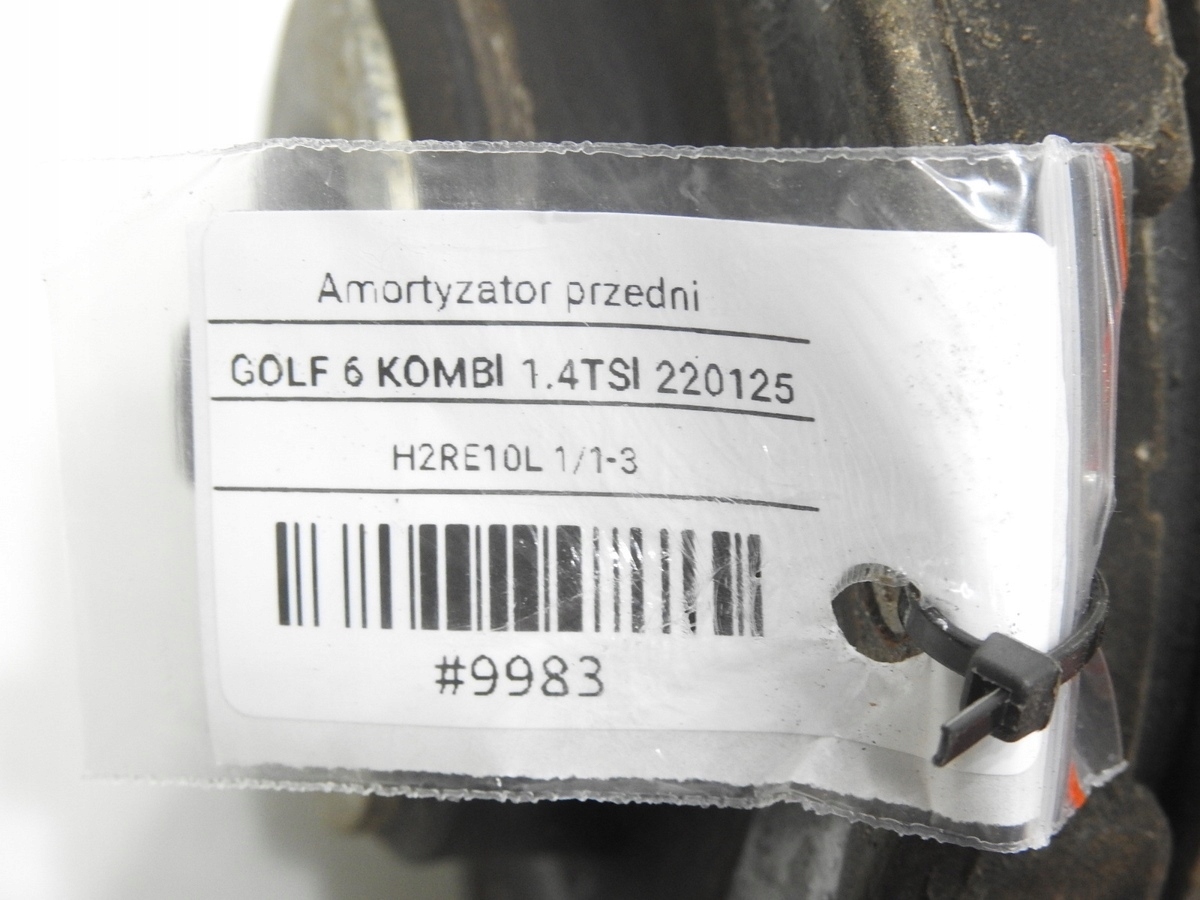 Amortyzator przedni
GOLF 6 KOMBI 1.4TSI 220125
H2RE10L 1/1-3
#9983